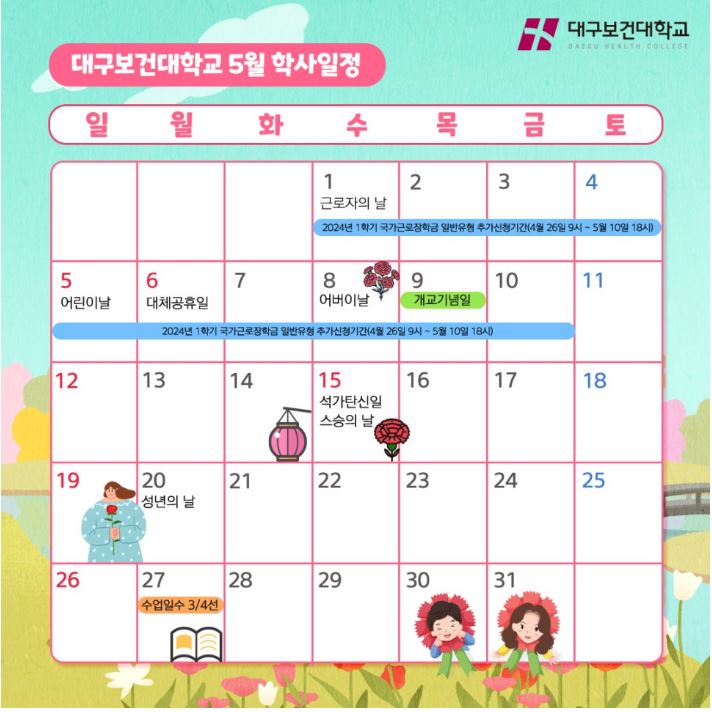 대구보건대학교
DAEGU HEALTH COLLEGE
대구보건대학교 5월 학사일정
일 월 화 수 목 금 토
1 2 3 4
근로자의 날
2024년 1학기 국가근로장학금 일반유형 추가신청기간(4월 26일 9시 ~ 5월 10일 18시)
5 6 7 8 9 10 11
어린이날 대체공휴일 어버이날 개교기념일
2024년 1학기 국가근로장학금 일반유형 추가신청기간(4월 26일 9시 ~ 5월 10일 18시)
12 13 14 15 16 17 18
석가탄신일
스승의 날
19 20 21 22 23 24 25
성년의 날
26 27 28 29 30 31
수업일수 3/4선